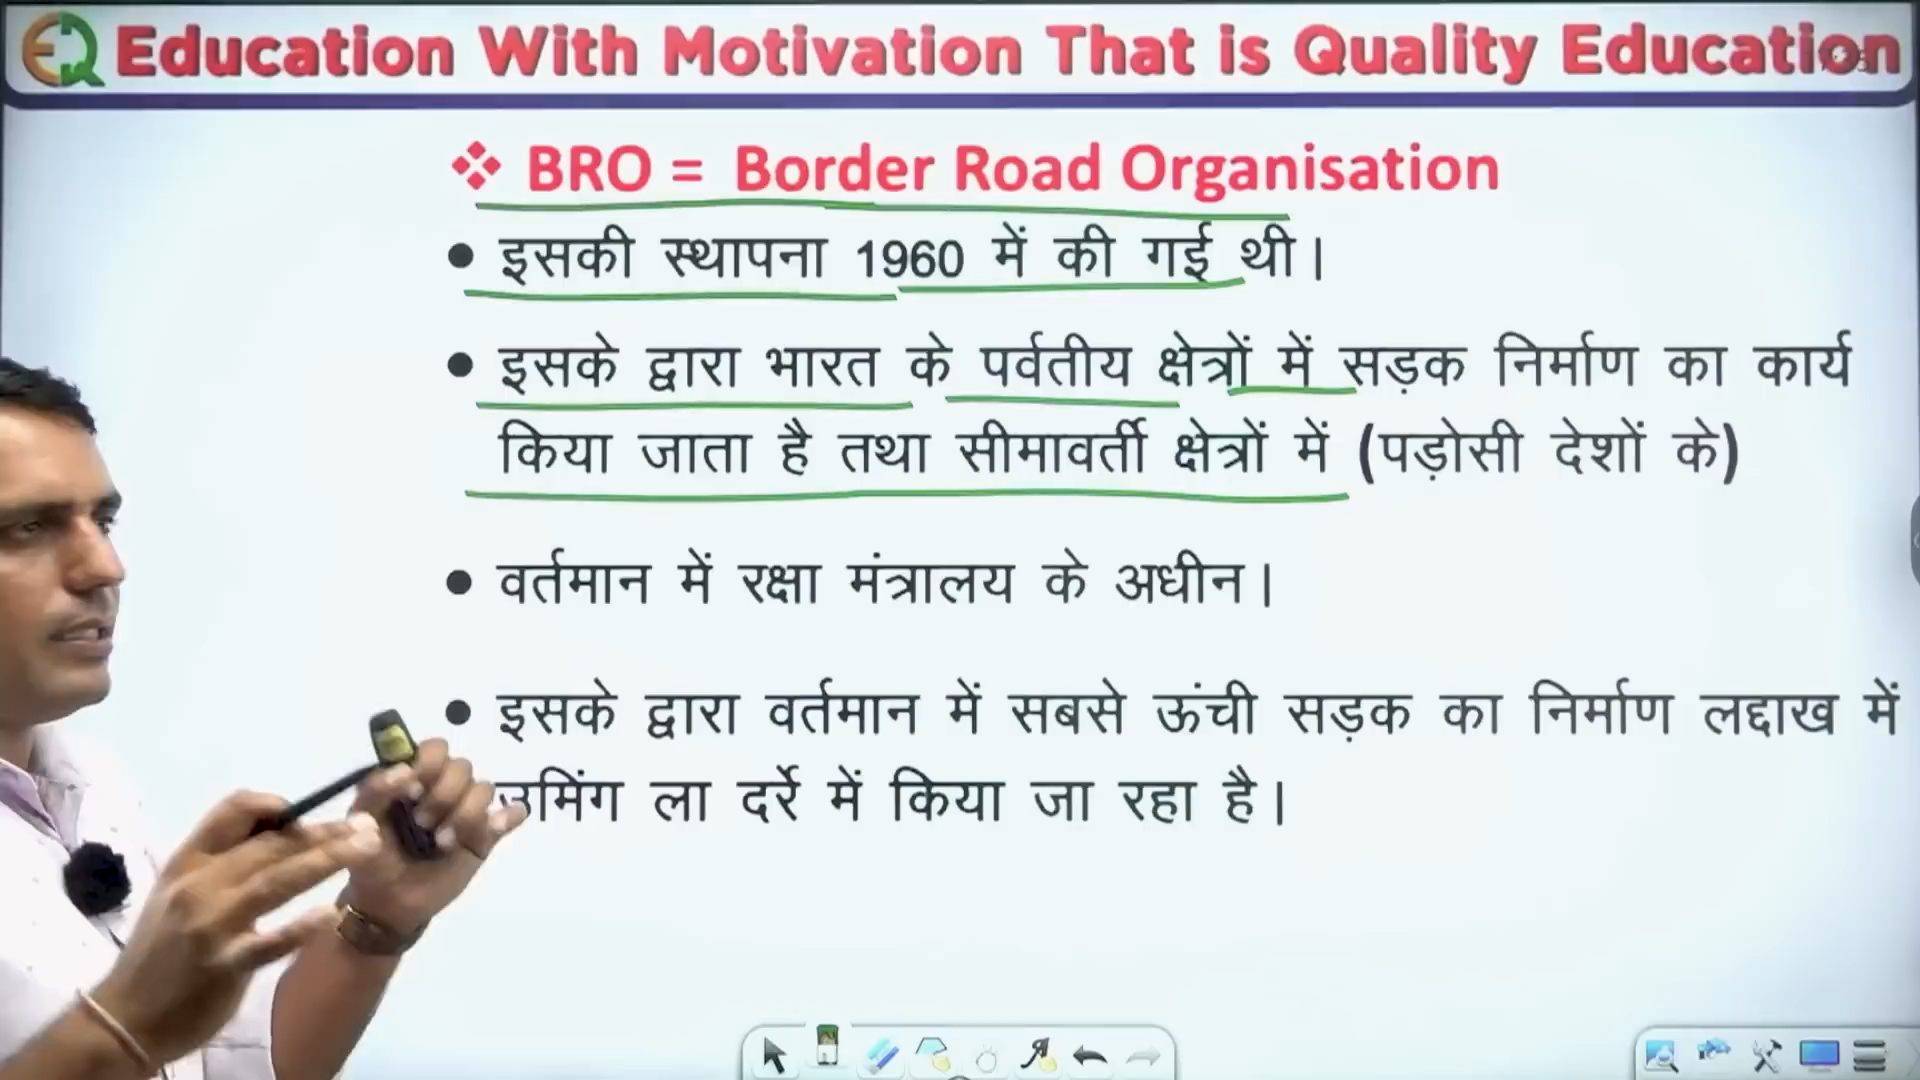 Education With Motivation That is Quality Education
❖ BRO = Border Road Organisation
• इसकी स्थापना 1960 में की गई थी।
• इसके द्वारा भारत के पर्वतीय क्षेत्रों में सड़क निर्माण का कार्य
किया जाता है तथा सीमावर्ती क्षेत्रों में (पड़ोसी देशों के)
• वर्तमान में रक्षा मंत्रालय के अधीन।
• इसके द्वारा वर्तमान में सबसे ऊंची सड़क का निर्माण लद्दाख में
उमिंग ला दर्रे में किया जा रहा है।